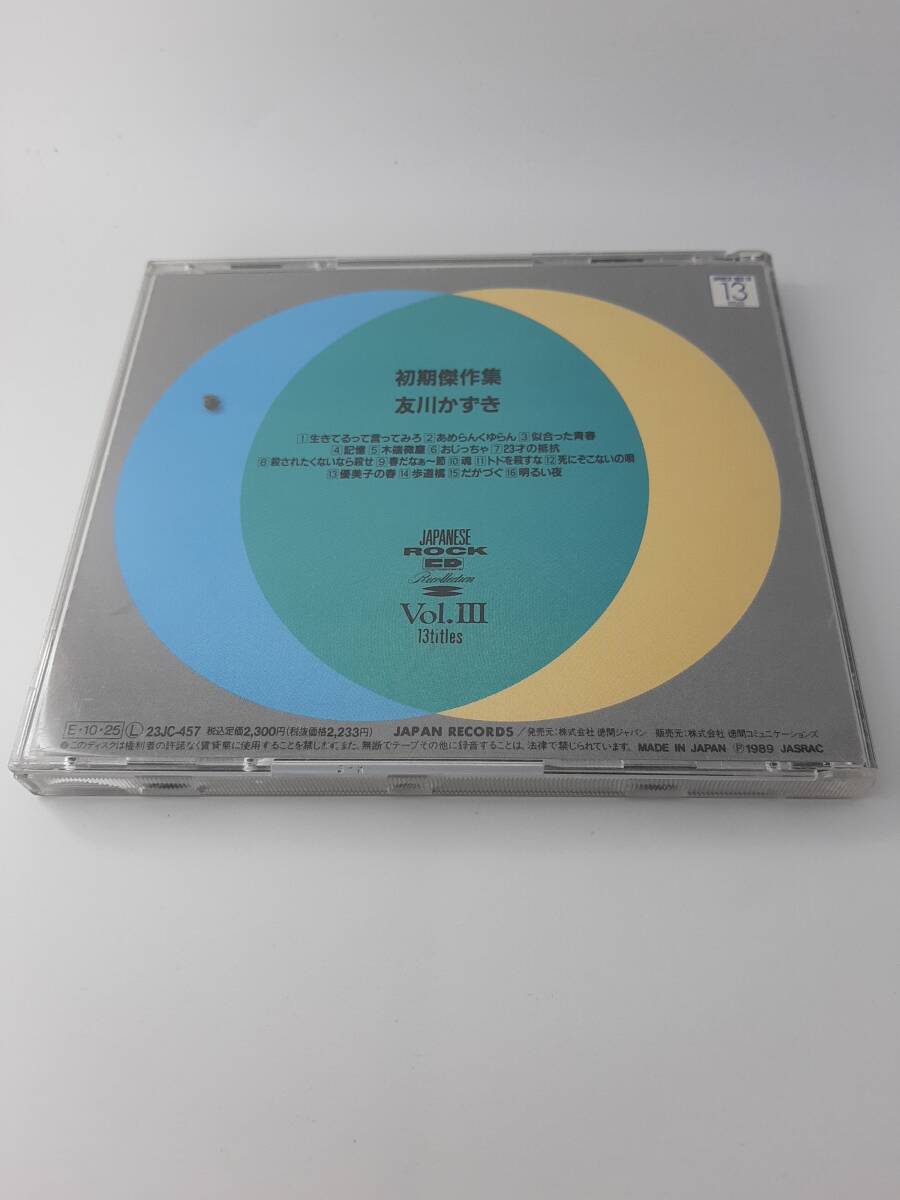 13
初期傑作集
友川かずき
1 生きてるって言ってみろ 2 あめらんくゆらん 3 似合った青春
4 記憶 5 木端微塵 6 おじっちゃ 7 23才の抵抗
8 殺されたくないなら殺せ 9 春だなぁ〜節 10 魂 11 トドを殺すな 12 死にぞこないの唄
13 優美子の春 14 歩道橋 15 だがづぐ 16 明るい夜
JAPANESE
ROCK
CD
Recollection
Vol.III
13titles
E・10・25 Ⓛ 23JC-457 税込定価2,300円(税抜価格2,233円) JAPAN RECORDS／発売元:株式会社 徳間ジャパン 販売元:株式会社 徳間コミュニケーションズ
●このディスクは権利者の許諾なく賃貸業に使用することを禁じます。また、無断でテープその他に録音することは、法律で禁じられています。 MADE IN JAPAN Ⓟ1989 JASRAC